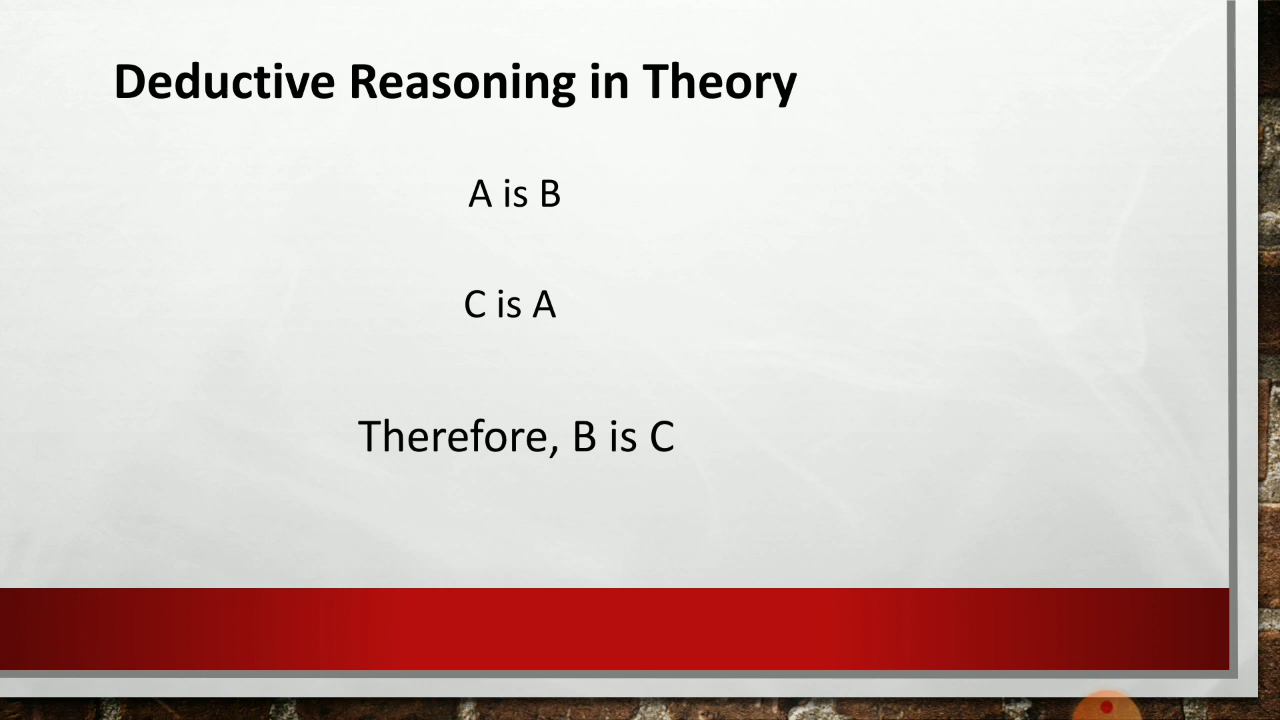 Deductive Reasoning in Theory
A is B
C is A
Therefore, B is C